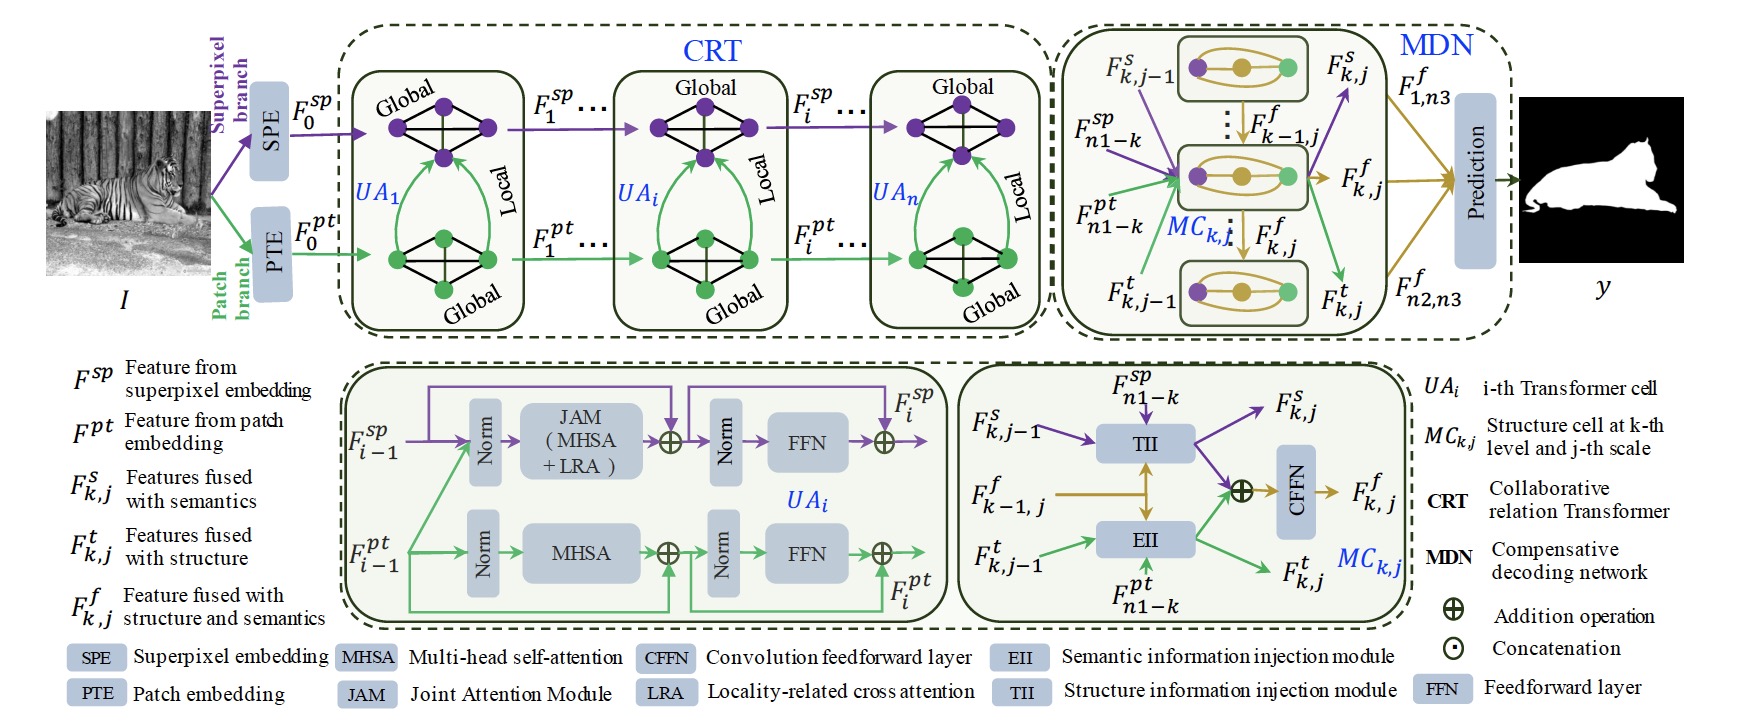 CRT
MDN
Superpixel
branch
SPE
F_0^{sp}
Patch
branch
PTE
F_0^{pt}
I
Global
UA_1
Local
Global
F_1^{sp} ...
F_1^{pt} ...
Global
UA_i
Local
Global
F_i^{sp} ...
F_i^{pt} ...
Global
UA_n
Local
Global
F_{k,j-1}^s
F_{n1-k}^{sp}
F_{n1-k}^{pt}
F_{k,j-1}^t
⋮
F_{k-1,j}^f
MC_{k,j}
⋮
F_{k,j}^f
F_{k,j}^s
F_{k,j}^f
F_{k,j}^t
F_{1,n3}^f
F_{n2,n3}^f
Prediction
y
F^{sp} Feature from
superpixel embedding
F^{pt} Feature from patch
embedding
F_{k,j}^s Features fused
with semantics
F_{k,j}^t Features fused
with structure
F_{k,j}^f Feature fused with
structure and semantics
F_{i-1}^{sp}
Norm
JAM
(MHSA
+ LRA )
Norm
FFN
F_i^{sp}
UA_i
F_{i-1}^{pt}
Norm
MHSA
Norm
FFN
F_i^{pt}
F_{n1-k}^{sp}
F_{k,j-1}^s
TII
F_{k,j}^s
F_{k-1,j}^f
CFFN
F_{k,j}^f
EII
F_{k,j-1}^t
F_{k,j}^t
MC_{k,j}
F_{n1-k}^{pt}
UA_i i-th Transformer cell
MC_{k,j} Structure cell at k-th
level and j-th scale
CRT Collaborative
relation Transformer
MDN Compensative
decoding network
⊕ Addition operation
⊙ Concatenation
SPE Superpixel embedding
MHSA Multi-head self-attention
CFFN Convolution feedforward layer
EII Semantic information injection module
PTE Patch embedding
JAM Joint Attention Module
LRA Locality-related cross attention
TII Structure information injection module
FFN Feedforward layer